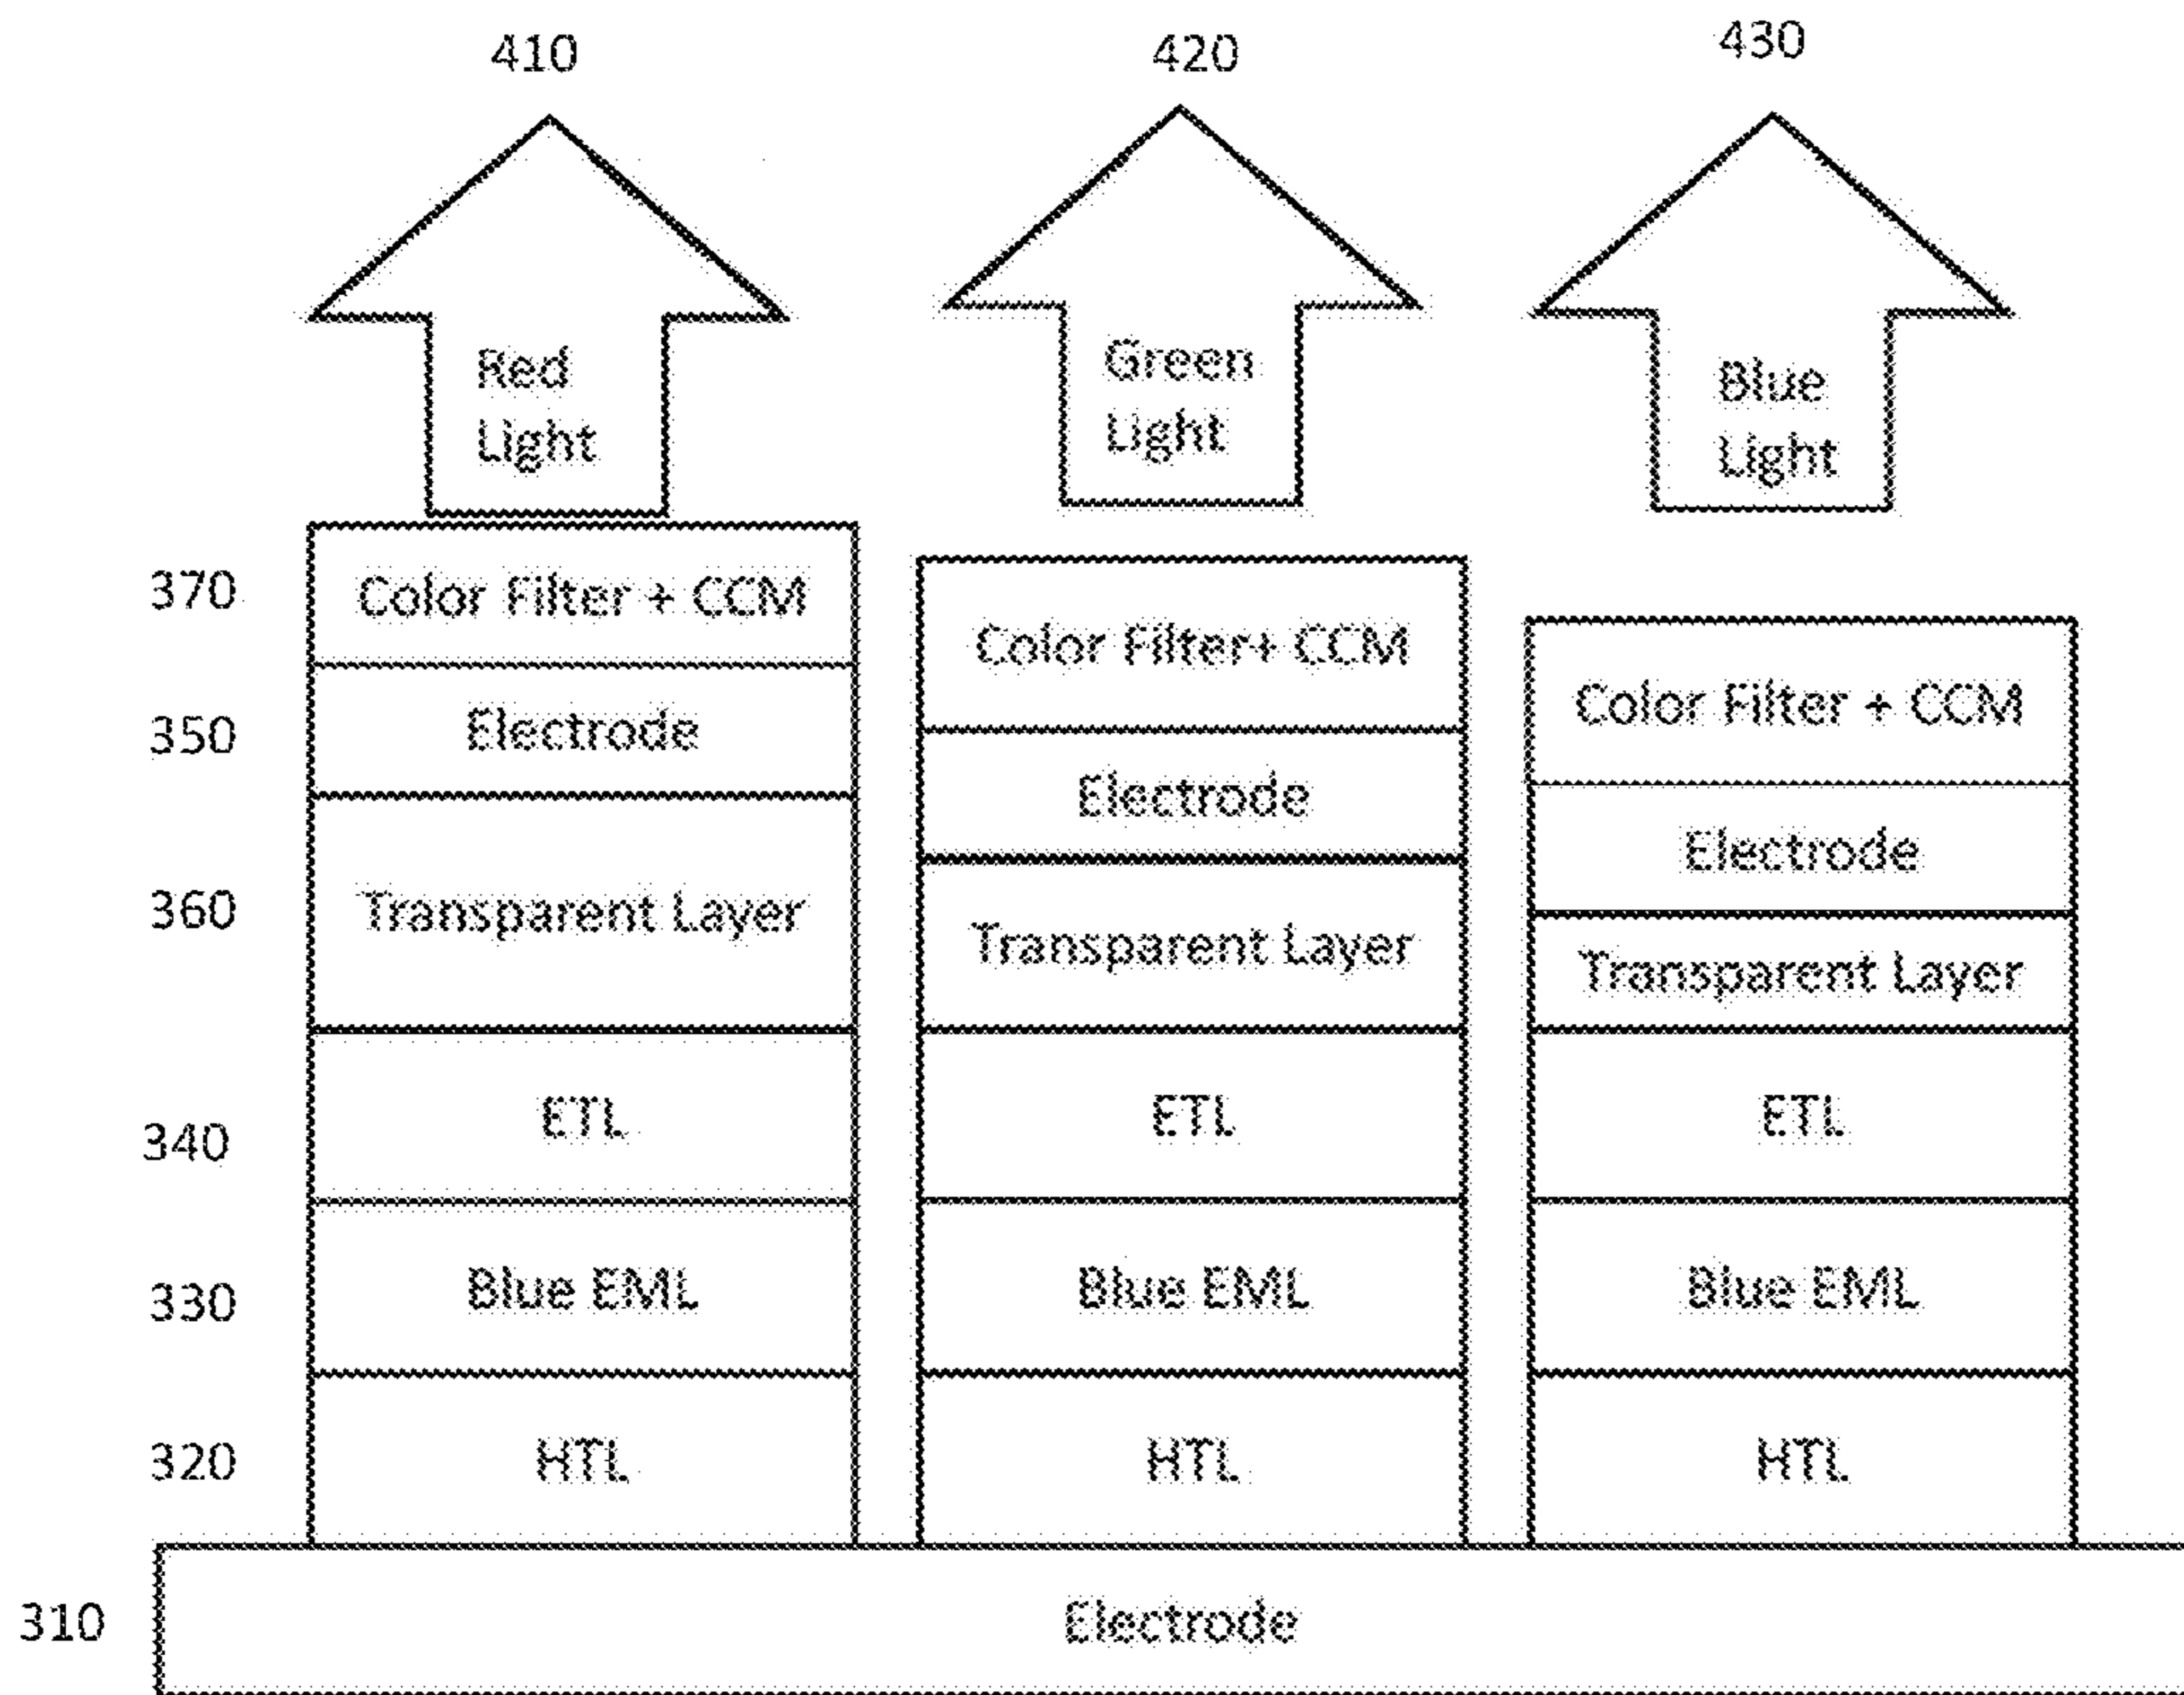 410
420
430
Red
Light
Green
Light
Blue
Light
370
Color Filter + CCM
Color Filter+ CCM
Color Filter + CCM
350
Electrode
Electrode
Electrode
360
Transparent Layer
Transparent Layer
Transparent Layer
340
ETL
ETL
ETL
330
Blue EML
Blue EML
Blue EML
320
HTL
HTL
HTL
310
Electrode